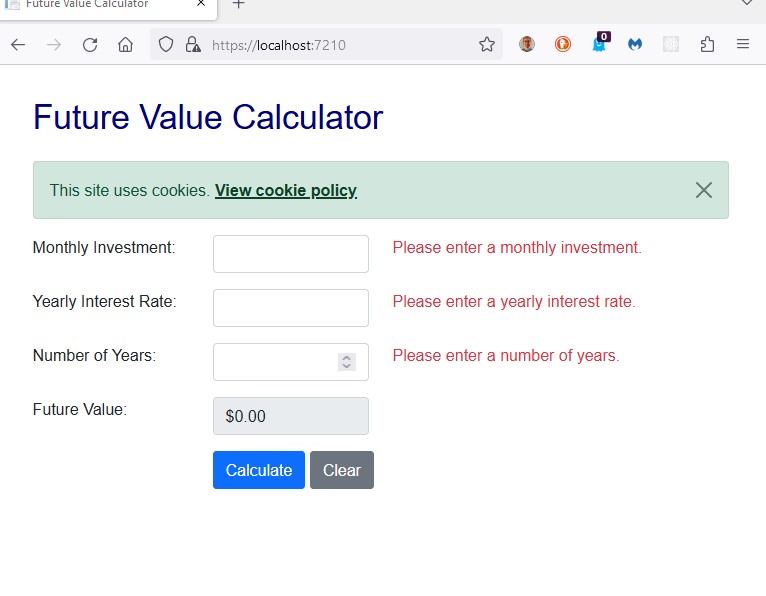 Future Value Calculator
https://localhost:7210
0
Future Value Calculator
This site uses cookies. View cookie policy
Monthly Investment: Please enter a monthly investment.
Yearly Interest Rate: Please enter a yearly interest rate.
Number of Years: Please enter a number of years.
Future Value: $0.00
Calculate Clear